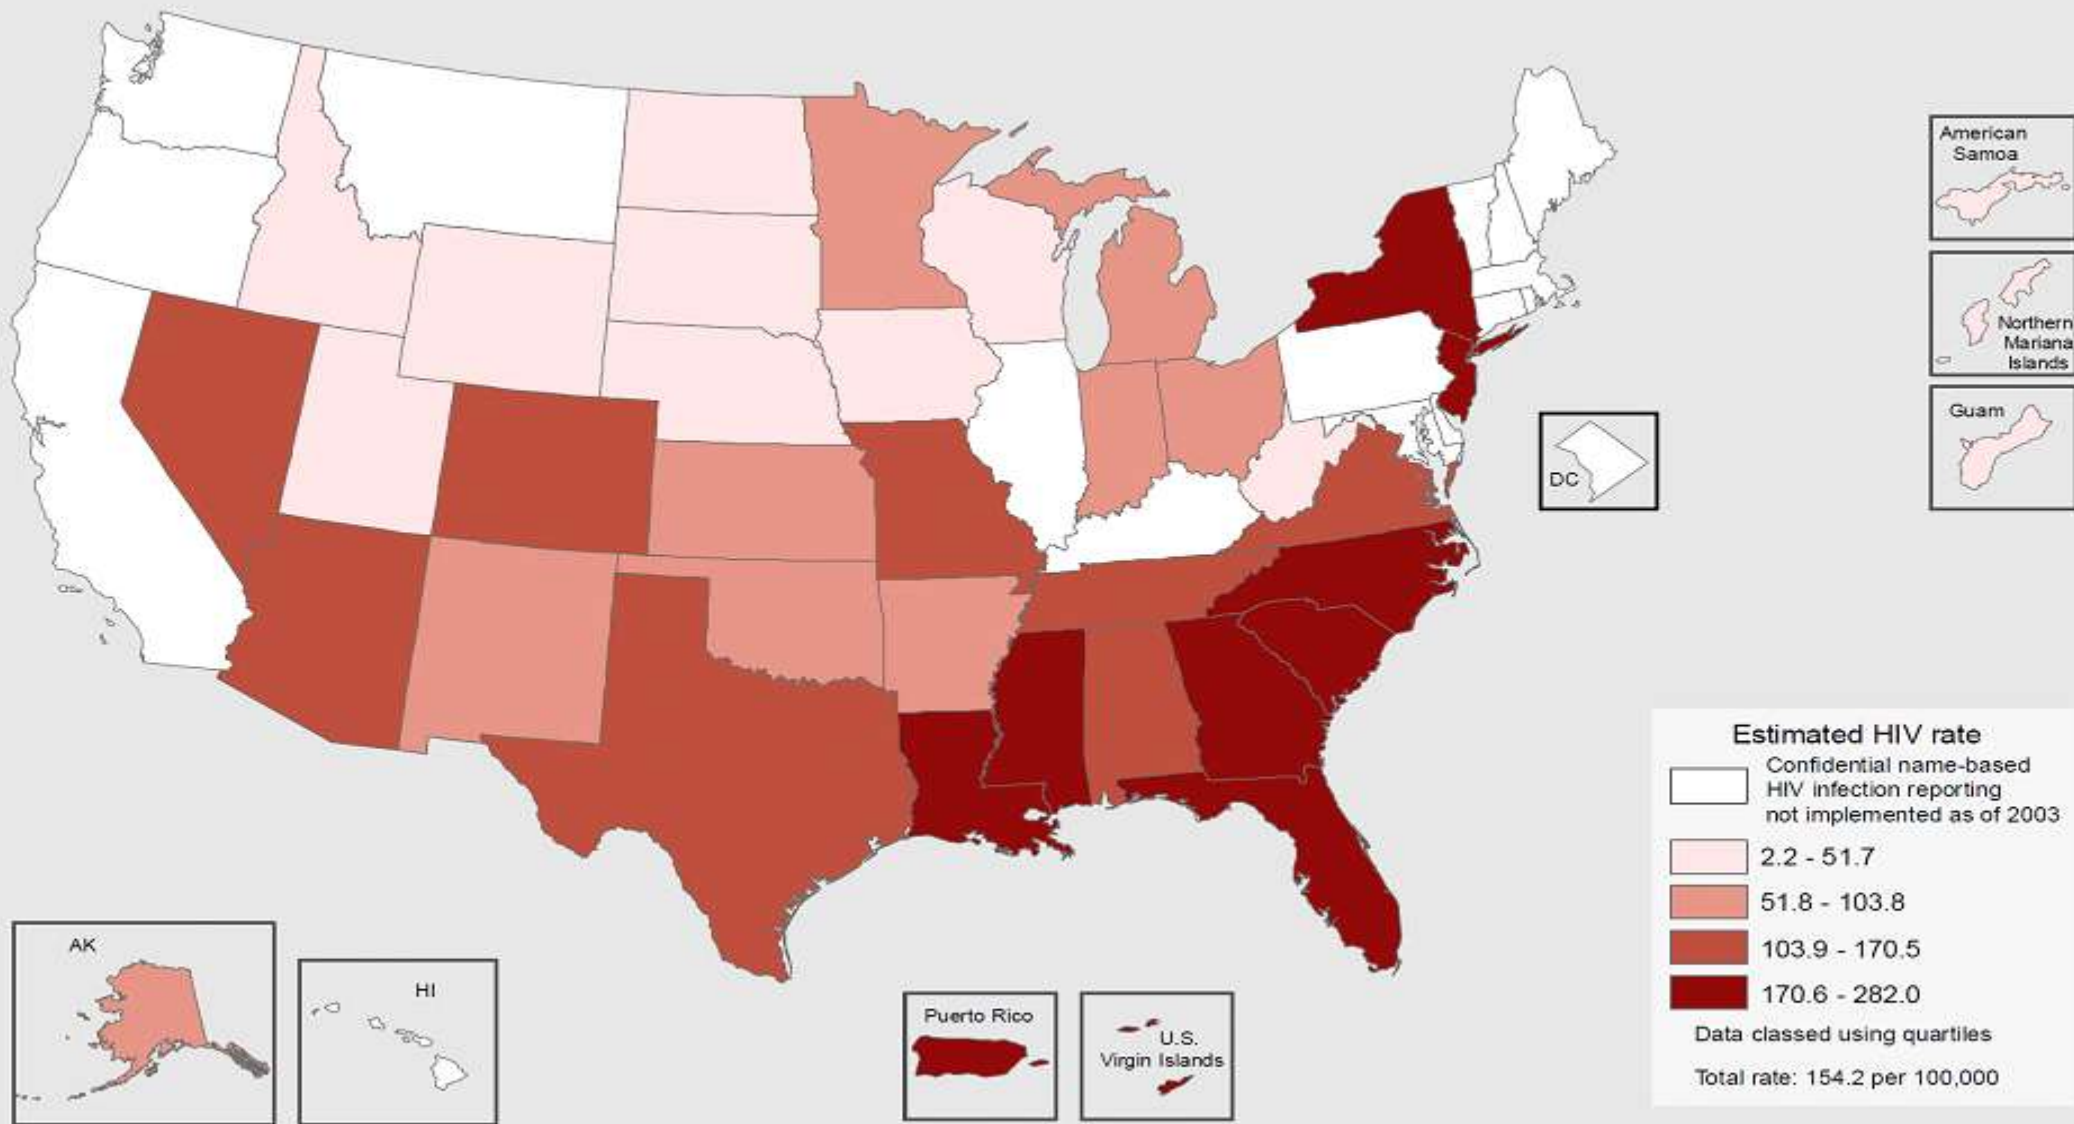 American
Samoa
Northern
Mariana
Islands
Guam
DC
Estimated HIV rate
Confidential name-based
HIV infection reporting
not implemented as of 2003
2.2 - 51.7
51.8 - 103.8
103.9 - 170.5
170.6 - 282.0
Data classed using quartiles
Total rate: 154.2 per 100,000
AK
HI
Puerto Rico
U.S.
Virgin Islands